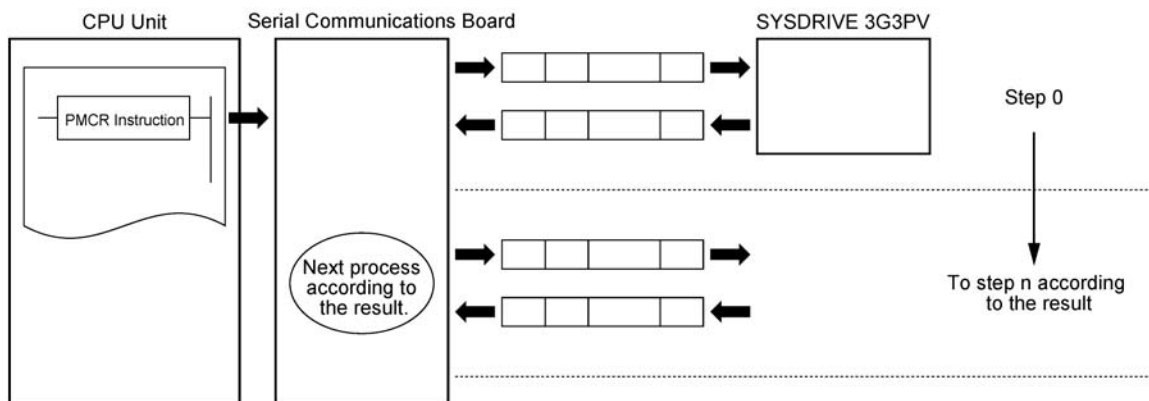 CPU Unit
Serial Communications Board
SYSDRIVE 3G3PV
PMCR Instruction
Step 0
Next process
according to
the result.
To step n according
to the result